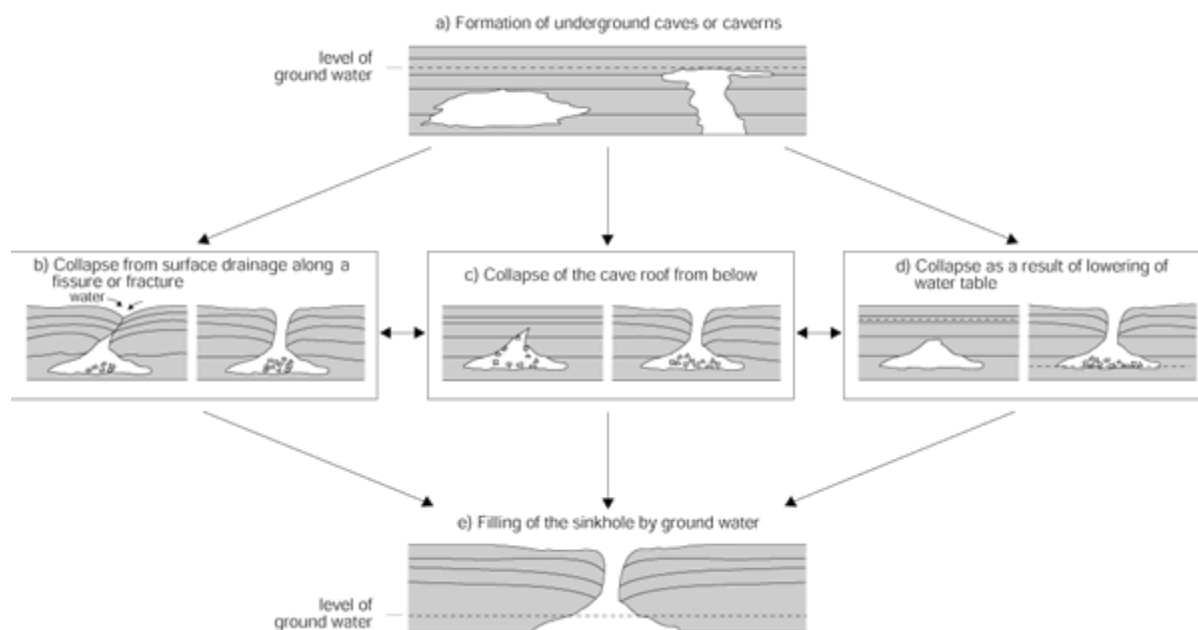 a) Formation of underground caves or caverns
level of
ground water
b) Collapse from surface drainage along a
fissure or fracture
water
c) Collapse of the cave roof from below
d) Collapse as a result of lowering of
water table
e) Filling of the sinkhole by ground water
level of
ground water